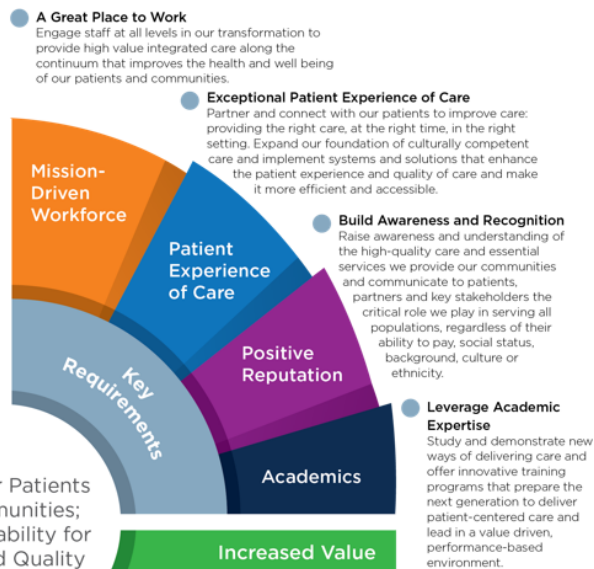 A Great Place to Work
Engage staff at all levels in our transformation to
provide high value integrated care along the
continuum that improves the health and well being
of our patients and communities.
Exceptional Patient Experience of Care
Partner and connect with our patients to improve care:
providing the right care, at the right time, in the right
setting. Expand our foundation of culturally competent
care and implement systems and solutions that enhance
the patient experience and quality of care and make
it more efficient and accessible.
Mission-
Driven
Workforce
Patient
Experience
of Care
Build Awareness and Recognition
Raise awareness and understanding of
the high-quality care and essential
services we provide our communities
and communicate to patients,
partners and key stakeholders the
critical role we play in serving all
populations, regardless of their
ability to pay, social status,
background, culture or
ethnicity.
Positive
Reputation
Key
Requirements
Leverage Academic
Expertise
Study and demonstrate new
ways of delivering care and
offer innovative training
programs that prepare the
next generation to deliver
patient-centered care and
lead in a value driven,
performance-based
environment.
Academics
Patients
Quality
for
Increased Value